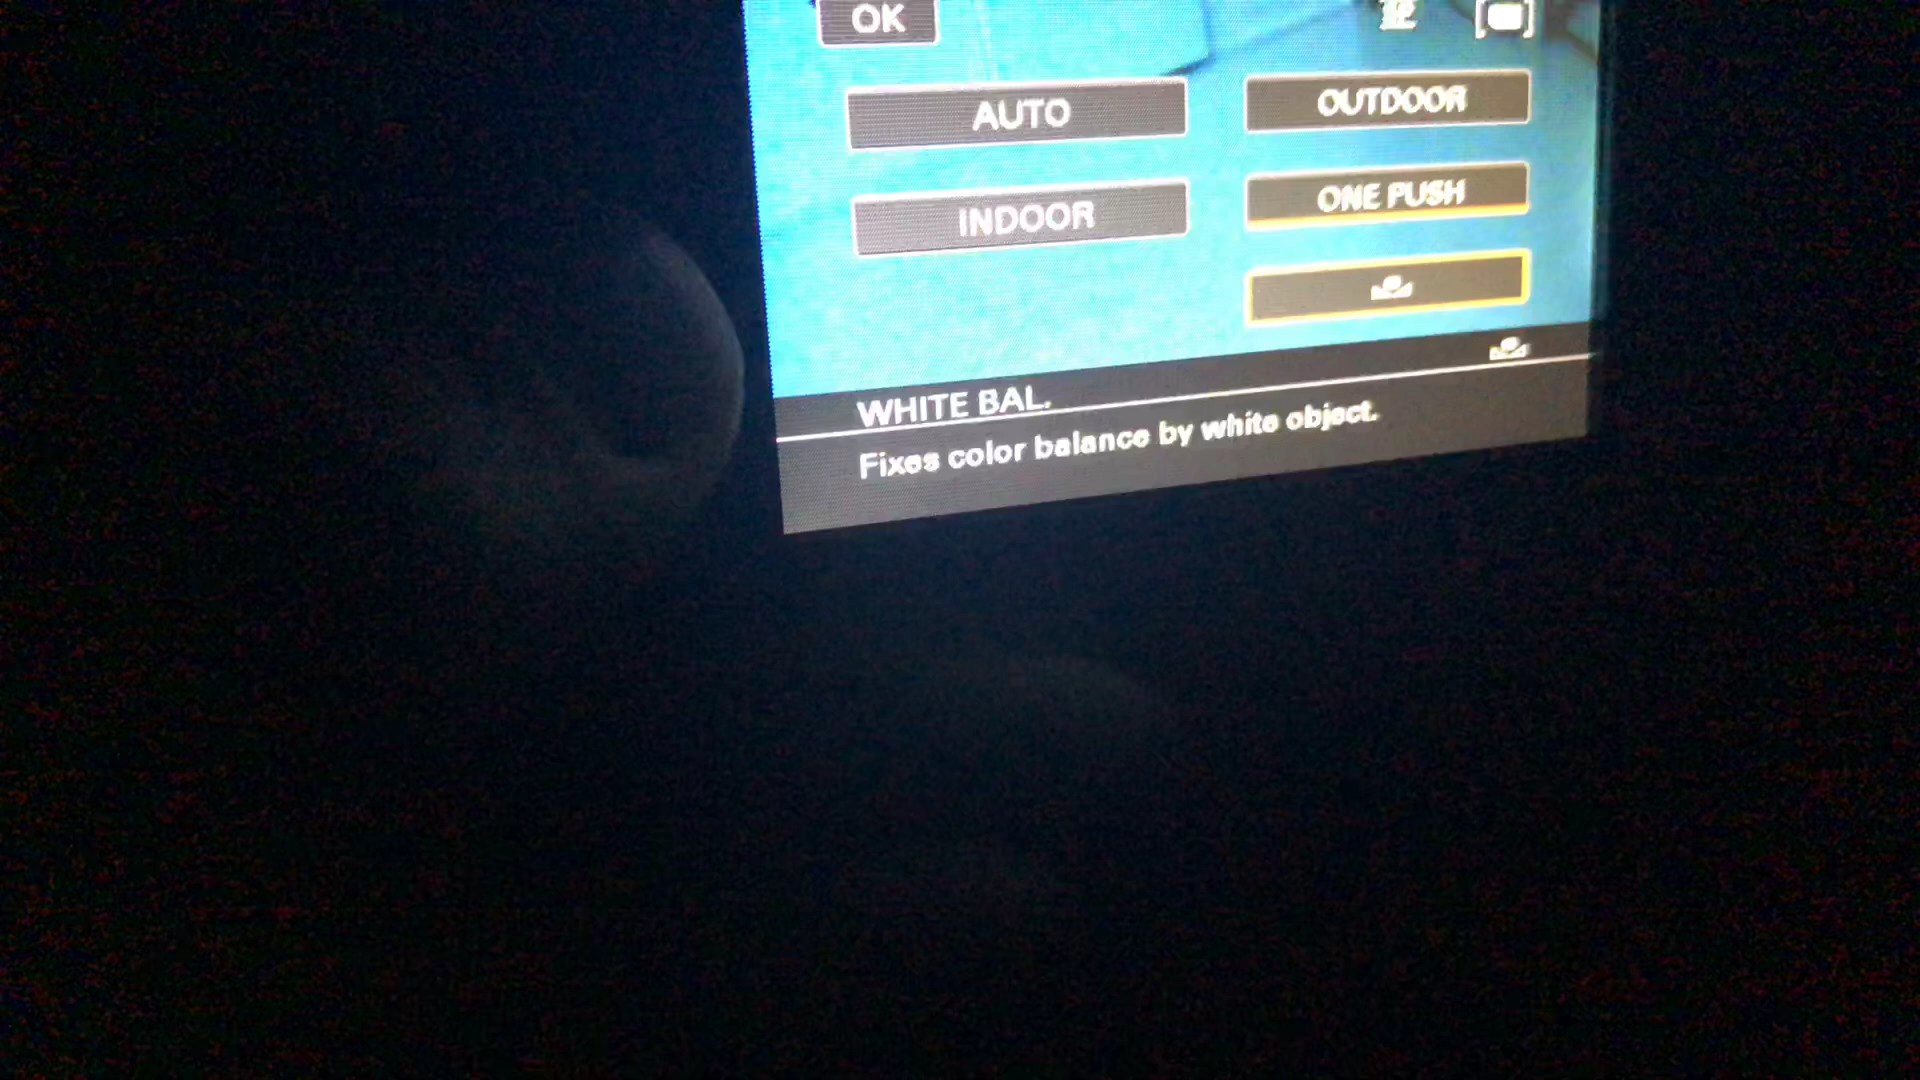 OK
AUTO
OUTDOOR
INDOOR
ONE PUSH
WHITE BAL.
Fixes color balance by white object.